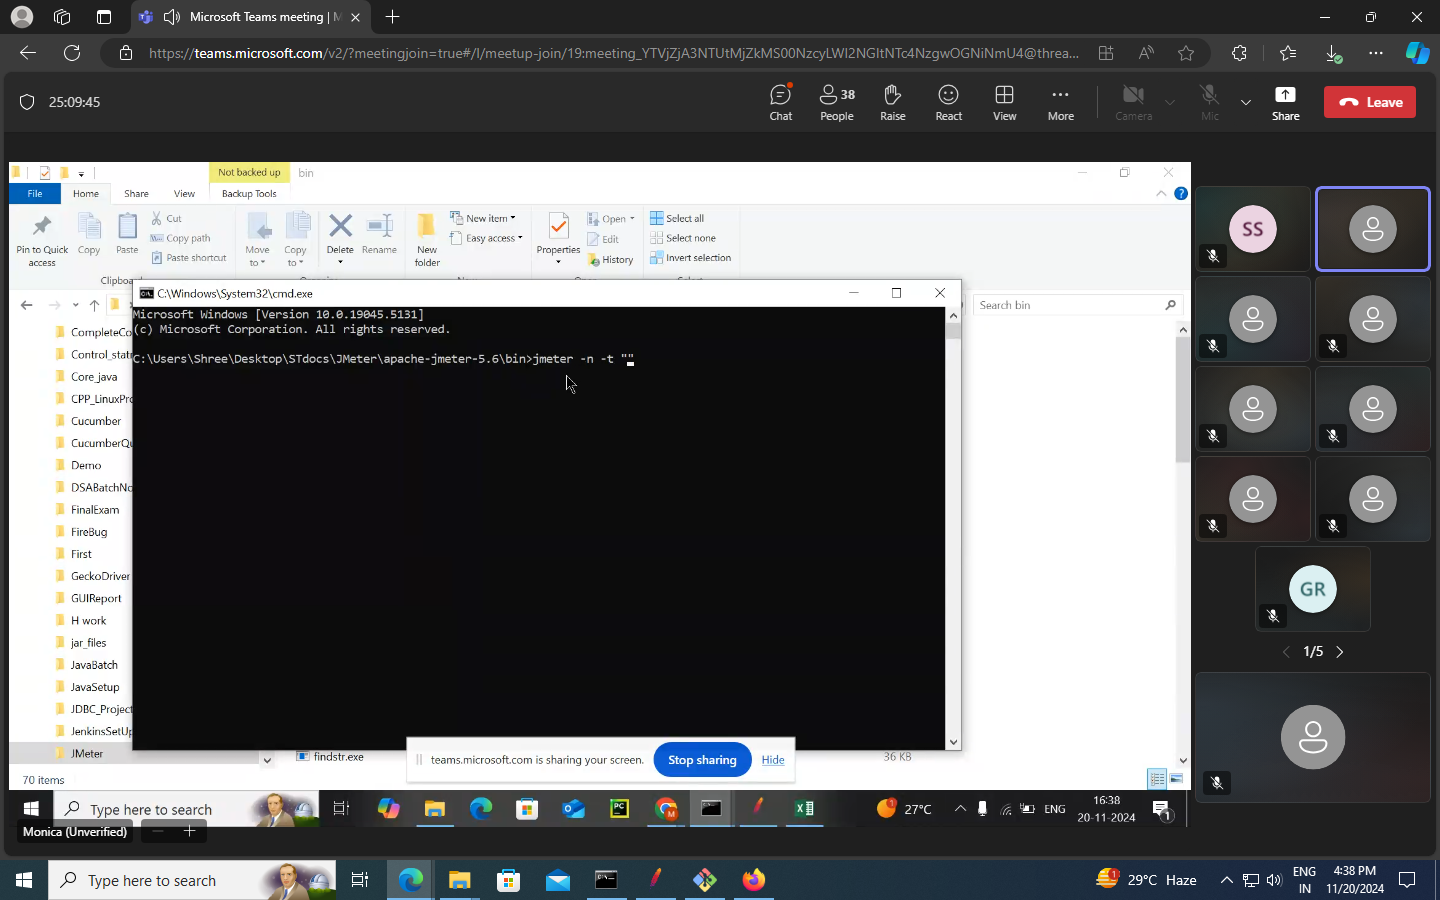 Microsoft Teams meeting | M
https://teams.microsoft.com/v2/?meetingjoin=true#/l/meetup-join/19:meeting_YTVjZjA3NTUtMjZkMS00NzcyLWI2NGItNTc4NzgwOGNiNmU4@threa...
25:09:45
Chat
38
People
Raise
React
View
More
Camera
Mic
Share
Leave
Not backed up
bin
File
Home
Share
View
Backup Tools
Pin to Quick access
Copy
Paste
Cut
Copy path
Paste shortcut
Move to
Copy to
Delete
Rename
New folder
New item
Easy access
Properties
Open
Edit
History
Select all
Select none
Invert selection
Search bin
C:\Windows\System32\cmd.exe
Microsoft Windows [Version 10.0.19045.5131]
(c) Microsoft Corporation. All rights reserved.
C:\Users\Shree\Desktop\STdocs\JMeter\apache-jmeter-5.6\bin>jmeter -n -t ""
CompleteCo
Control_stat
Core_java
CPP_LinuxPro
Cucumber
CucumberQu
Demo
DSABatchNo
FinalExam
FireBug
First
GeckoDriver
GUIReport
H work
jar_files
JavaBatch
JavaSetup
JDBC_Project
JenkinsSetUp
JMeter
findstr.exe
36 KB
70 items
teams.microsoft.com is sharing your screen.
Stop sharing
Hide
SS
GR
1/5
Type here to search
27°C
ENG
16:38
20-11-2024
1
Monica (Unverified)
Type here to search
29°C Haze
ENG
IN
4:38 PM
11/20/2024